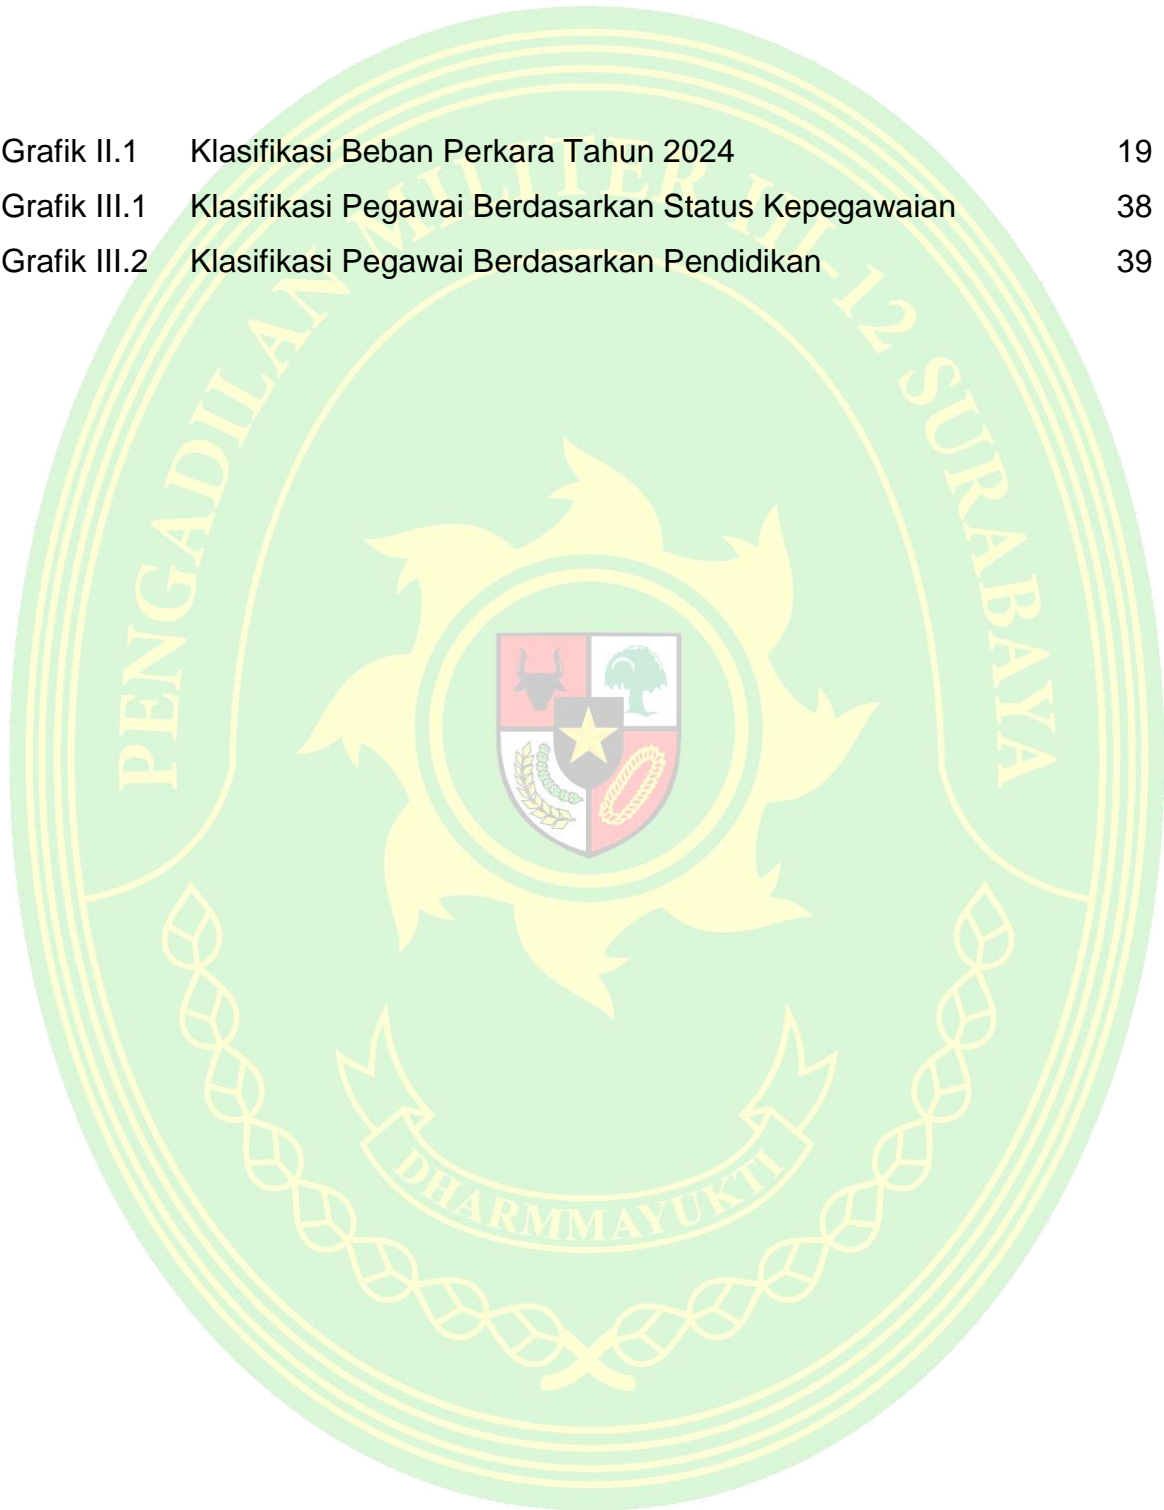 Grafik II.1 Klasifikasi Beban Perkara Tahun 2024 19
Grafik III.1 Klasifikasi Pegawai Berdasarkan Status Kepegawaian 38
Grafik III.2 Klasifikasi Pegawai Berdasarkan Pendidikan 39
PENGADILAN MILITER III-12 SURABAYA
DHARMMAYUKTI